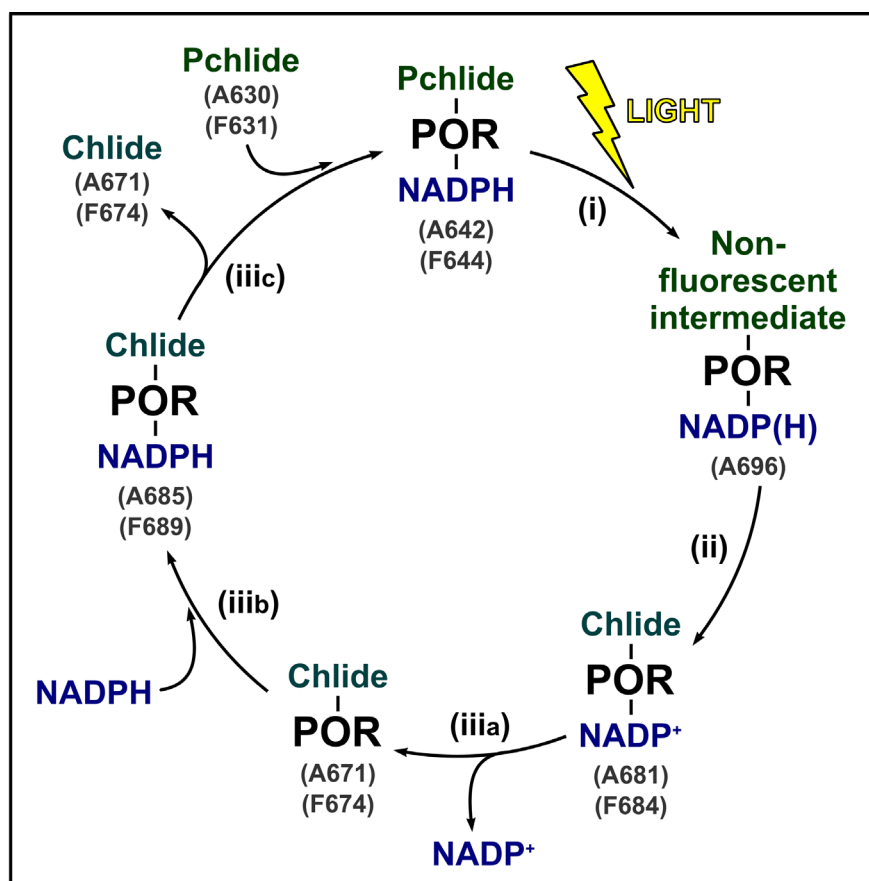 Pchlide
(A630)
(F631)
Pchlide
POR
NADPH
(A642)
(F644)
LIGHT
(i)
Non-
fluorescent
intermediate
POR
NADP(H)
(A696)
(ii)
Chlide
POR
NADP⁺
(A681)
(F684)
(iiia)
NADP⁺
Chlide
POR
(A671)
(F674)
(iiib)
NADPH
Chlide
POR
NADPH
(A685)
(F689)
(iiic)
Chlide
(A671)
(F674)